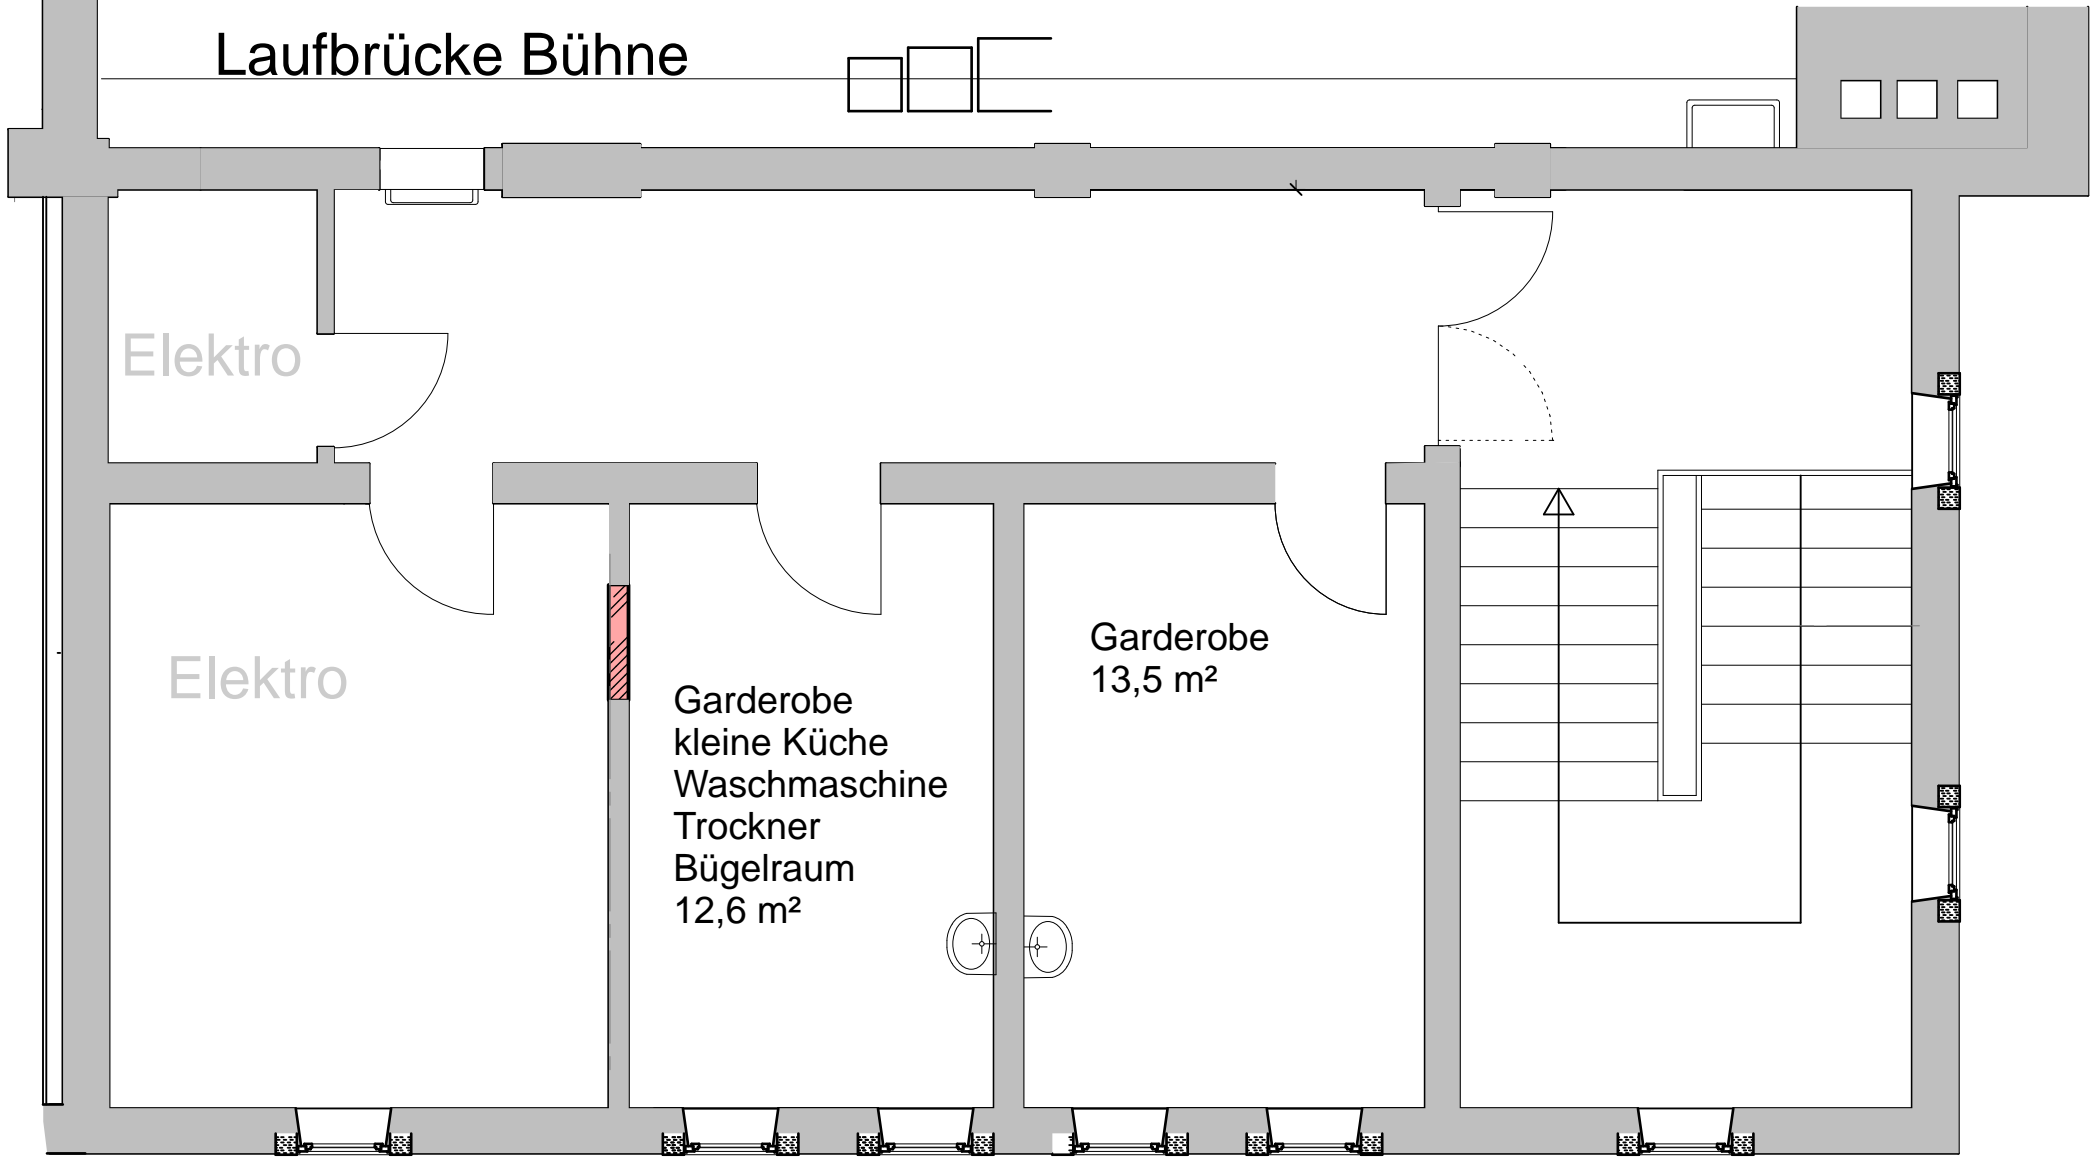 Laufbrücke Bühne
Elektro
Elektro
Garderobe
kleine Küche
Waschmaschine
Trockner
Bügelraum
12,6 m²
Garderobe
13,5 m²